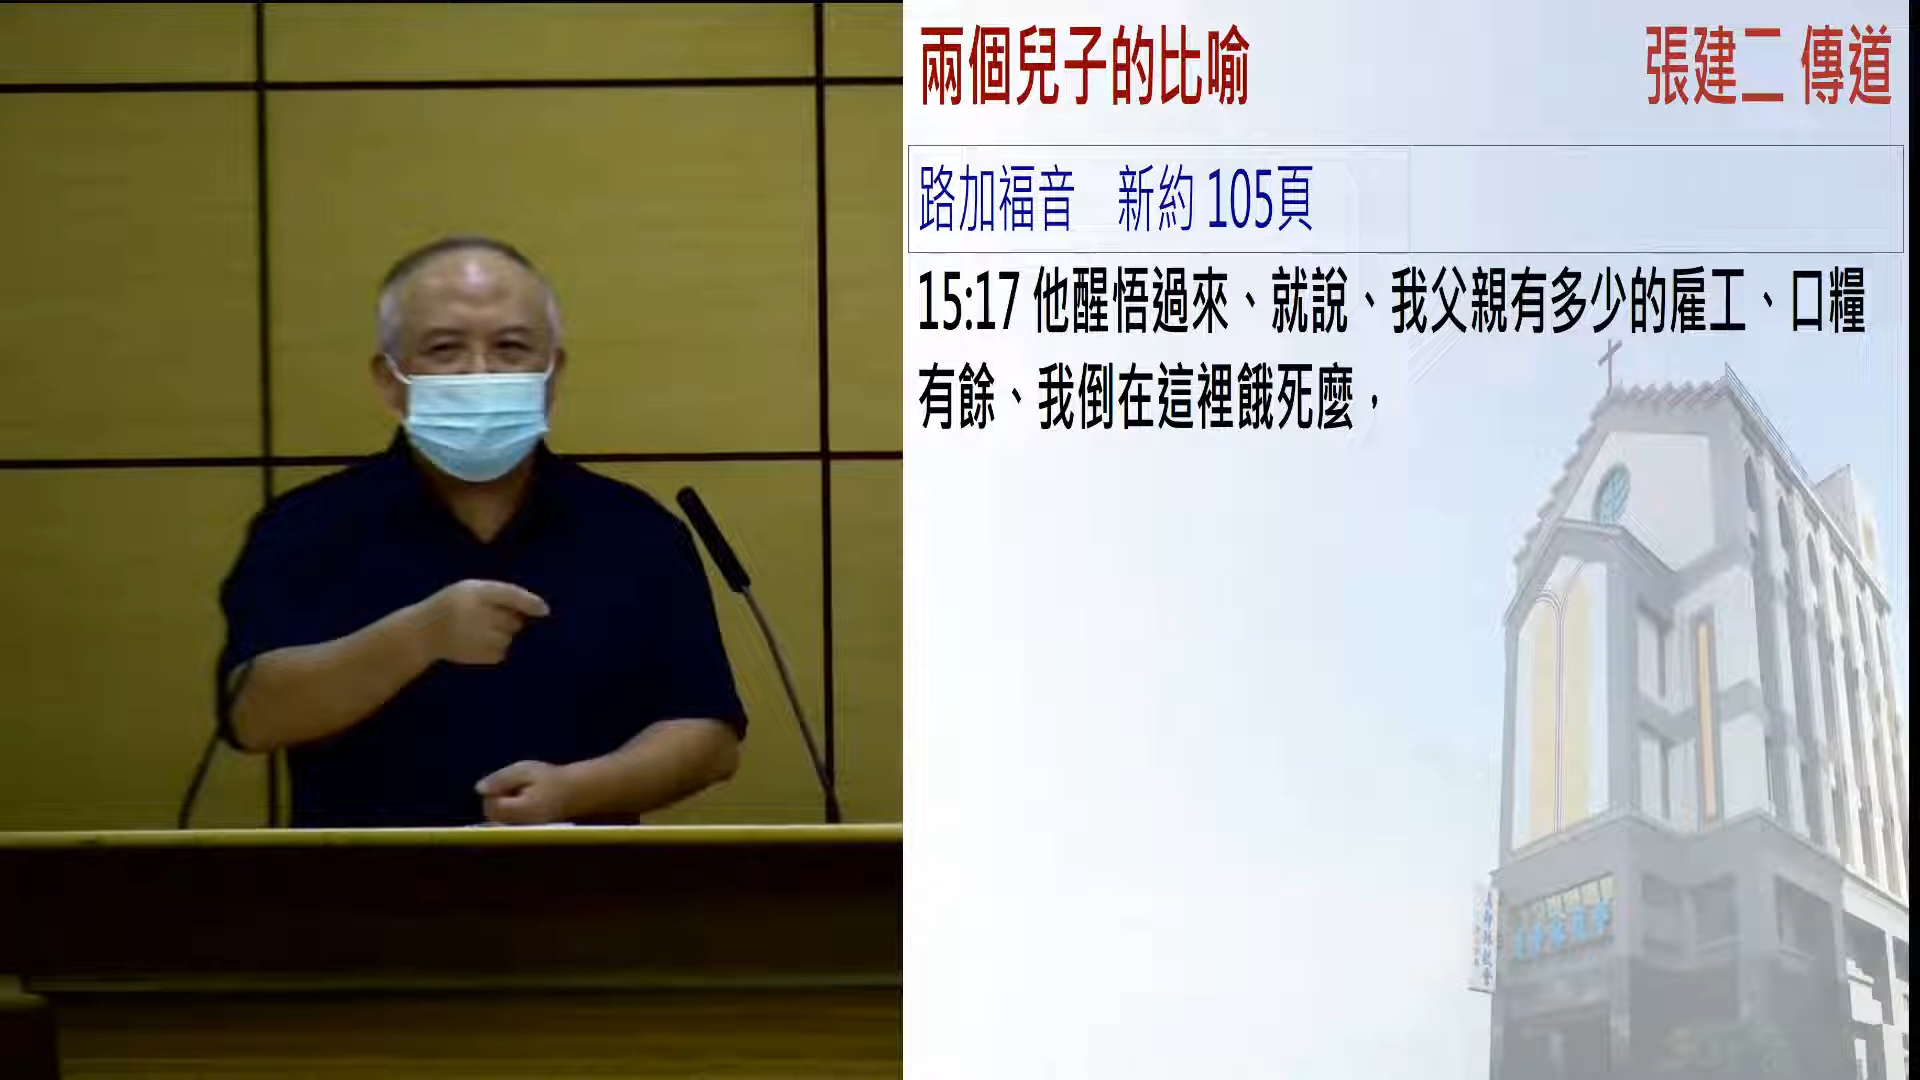 兩個兒子的比喻
張建二 傳道
路加福音 新約 105頁
15:17 他醒悟過來、就說、我父親有多少的雇工、口糧
有餘、我倒在這裡餓死麼，